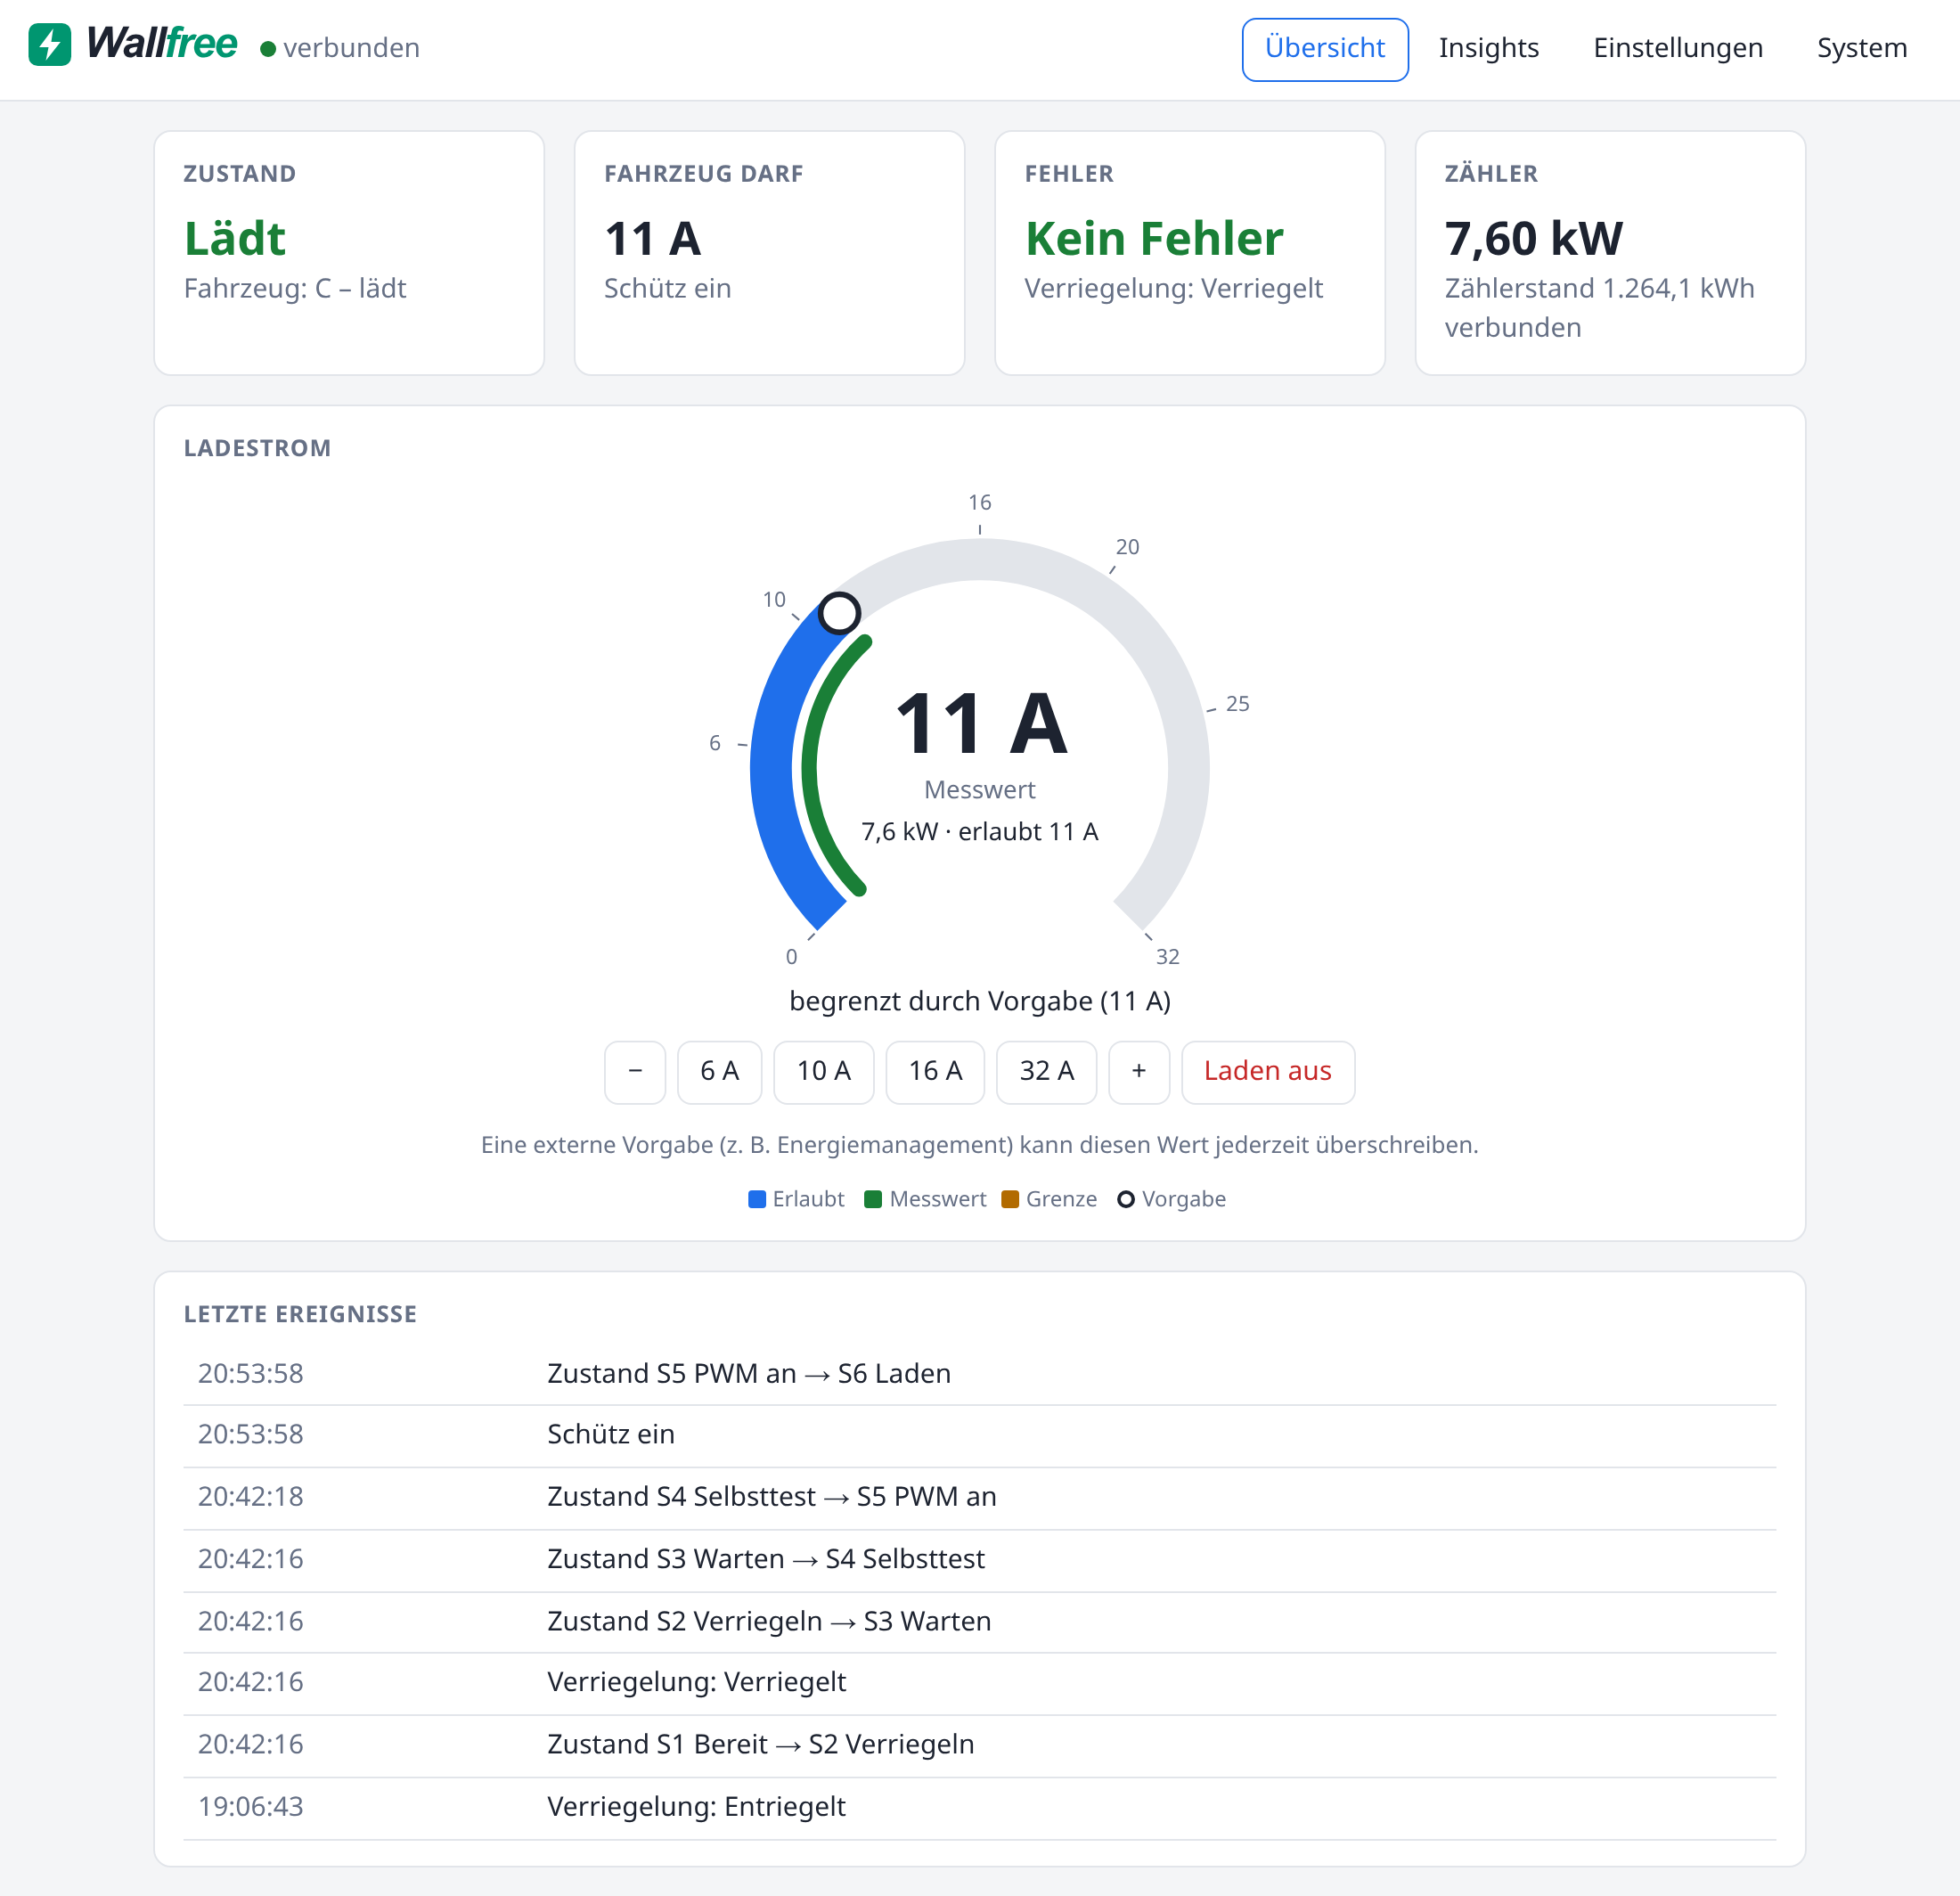 Wallfree
verbunden
Übersicht
Insights
Einstellungen
System
ZUSTAND
Lädt
Fahrzeug: C – lädt
FAHRZEUG DARF
11 A
Schütz ein
FEHLER
Kein Fehler
Verriegelung: Verriegelt
ZÄHLER
7,60 kW
Zählerstand 1.264,1 kWh
verbunden
LADESTROM
0
6
10
16
20
25
32
11 A
Messwert
7,6 kW · erlaubt 11 A
begrenzt durch Vorgabe (11 A)
−
6 A
10 A
16 A
32 A
+
Laden aus
Eine externe Vorgabe (z. B. Energiemanagement) kann diesen Wert jederzeit überschreiben.
Erlaubt
Messwert
Grenze
Vorgabe
LETZTE EREIGNISSE
20:53:58 Zustand S5 PWM an → S6 Laden
20:53:58 Schütz ein
20:42:18 Zustand S4 Selbsttest → S5 PWM an
20:42:16 Zustand S3 Warten → S4 Selbsttest
20:42:16 Zustand S2 Verriegeln → S3 Warten
20:42:16 Verriegelung: Verriegelt
20:42:16 Zustand S1 Bereit → S2 Verriegeln
19:06:43 Verriegelung: Entriegelt